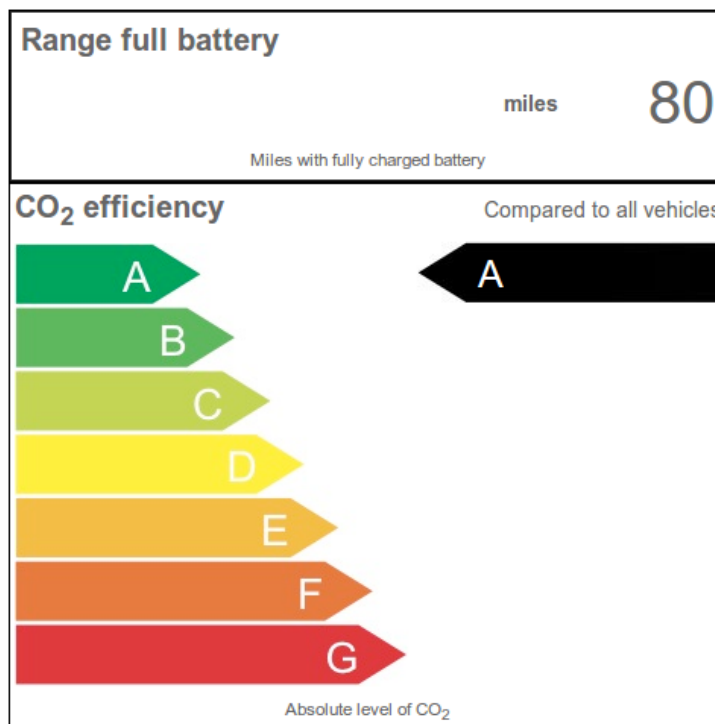 Range full battery
miles 80
Miles with fully charged battery
CO₂ efficiency Compared to all vehicles
A A
B
C
D
E
F
G
Absolute level of CO₂